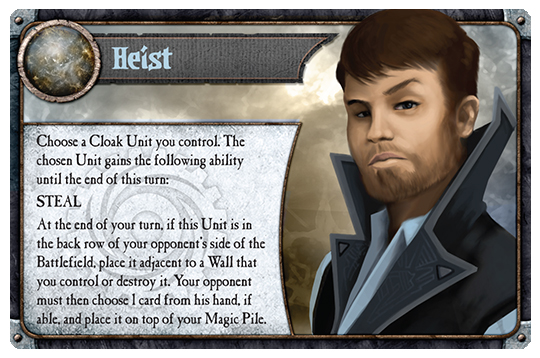 Heist
Choose a Cloak Unit you control. The
chosen Unit gains the following ability
until the end of this turn:
STEAL
At the end of your turn, if this Unit is in
the back row of your opponent's side of the
Battlefield, place it adjacent to a Wall that
you control or destroy it. Your opponent
must then choose 1 card from his hand, if
able, and place it on top of your Magic Pile.